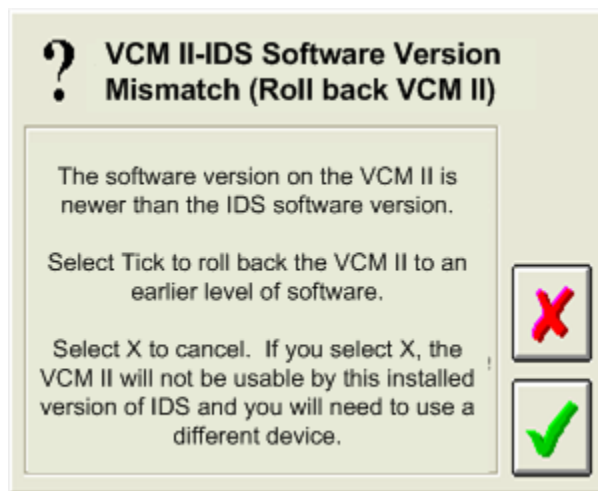 ?
VCM II-IDS Software Version
Mismatch (Roll back VCM II)
The software version on the VCM II is
newer than the IDS software version.
Select Tick to roll back the VCM II to an
earlier level of software.
Select X to cancel. If you select X, the
VCM II will not be usable by this installed
version of IDS and you will need to use a
different device.